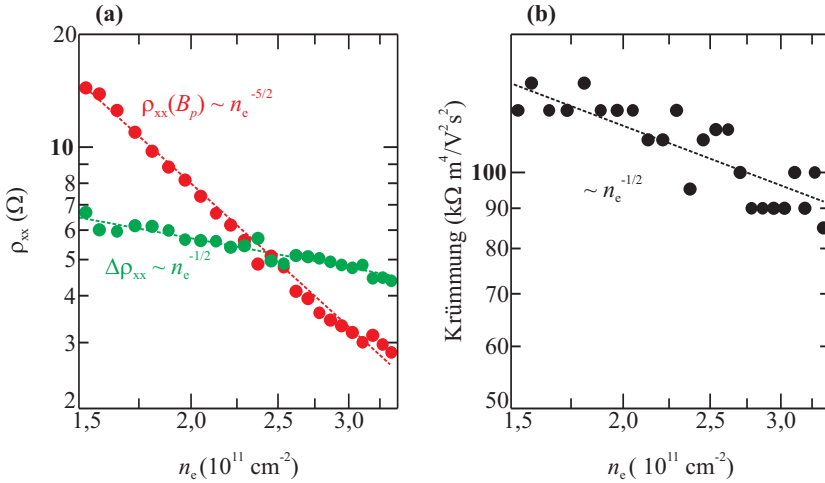 (a)
20
10
8
7
6
5
4
3
2
ρxx (Ω)
ρxx(Bp) ~ ne^-5/2
Δρxx ~ ne^-1/2
1,5 2,0 2,5 3,0
ne (10^11 cm^-2)
(b)
100
90
80
70
60
50
Krümmung (kΩ m^4/V^2s^2)
~ ne^-1/2
1,5 2,0 2,5 3,0
ne ( 10^11 cm^-2)